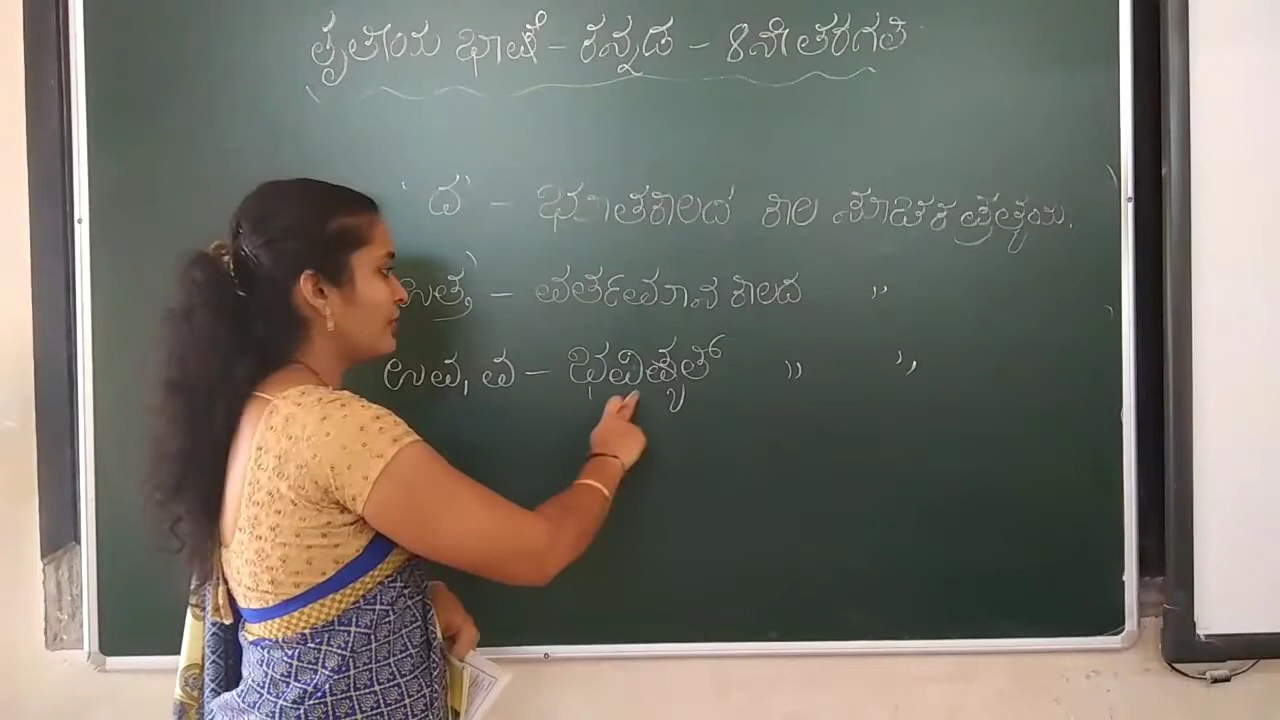 ತೃತೀಯ ಭಾಷೆ - ಕನ್ನಡ - 8ನೇ ತರಗತಿ
'ದ' - ಭೂತಕಾಲದ ಕಾಲ ಸೂಚಕ ಪ್ರತ್ಯಯ.
ಉತ್ತ' - ವರ್ತಮಾನ ಕಾಲದ " 
ಉವ, ವ - ಭವಿಷ್ಯತ್ " "